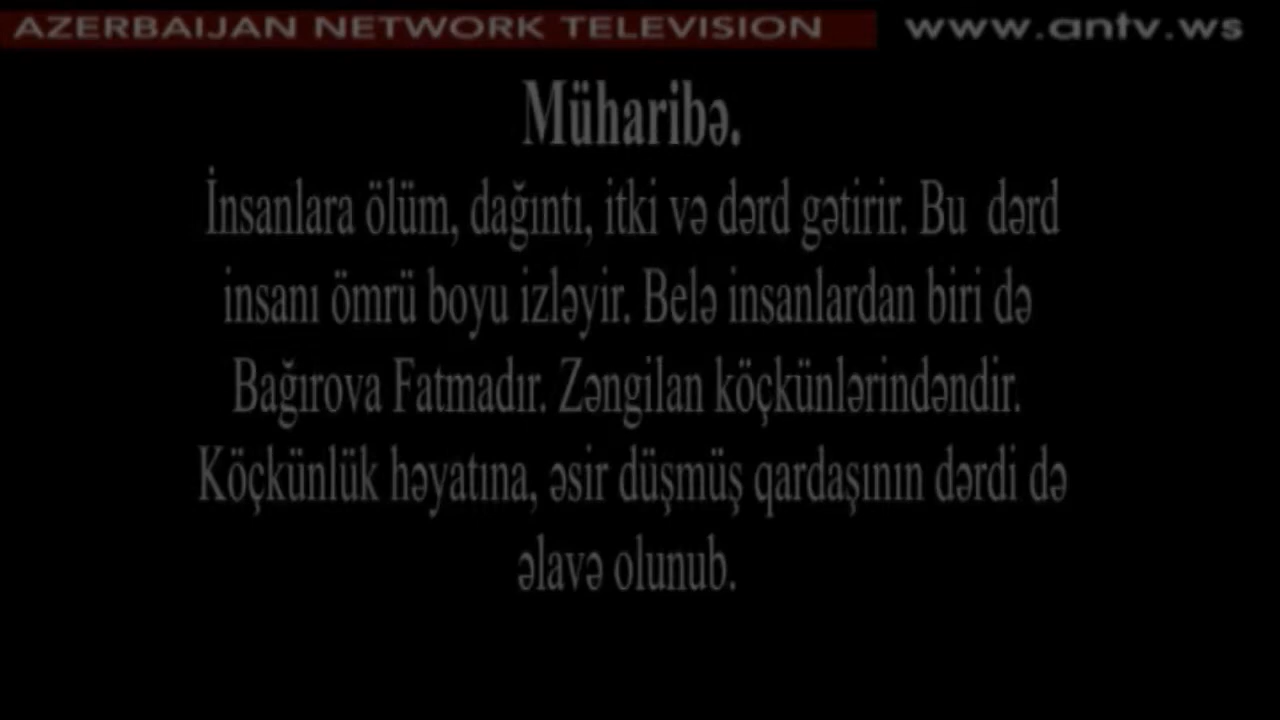 AZERBAIJAN NETWORK TELEVISION www.antv.ws
Müharibə.
İnsanlara ölüm, dağıntı, itki və dərd gətirir. Bu dərd
insanı ömrü boyu izləyir. Belə insanlardan biri də
Bağırova Fatmadır. Zəngilan köçkünlərindəndir.
Köçkünlük həyatına, əsir düşmüş qardaşının dərdi də
əlavə olunub.